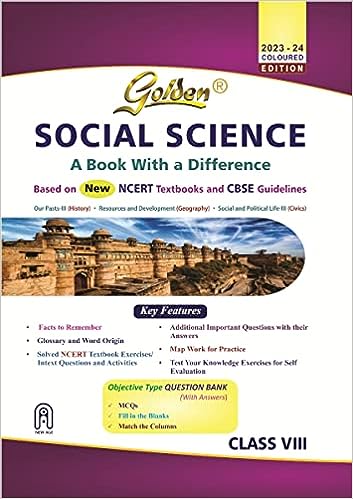 2023 - 24
COLOURED
EDITION
Golden®
SOCIAL SCIENCE
A Book With a Difference
Based on New NCERT Textbooks and CBSE Guidelines
Our Pasts-III (History) • Resources and Development (Geography) • Social and Political Life-III (Civics)
Key Features
• Facts to Remember
• Glossary and Word Origin
• Solved NCERT Textbook Exercises/
Intext Questions and Activities
• Additional Important Questions with their
Answers
• Map Work for Practice
• Test Your Knowledge Exercises for Self
Evaluation
Objective Type QUESTION BANK
(With Answers)
✓ MCQs
✓ Fill in the Blanks
✓ Match the Columns
NEW AGE
CLASS VIII